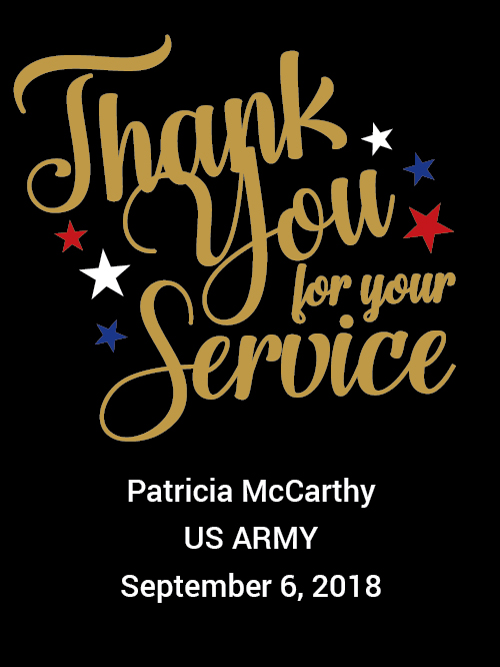 Thank
You
for your
Service
Patricia McCarthy
US ARMY
September 6, 2018